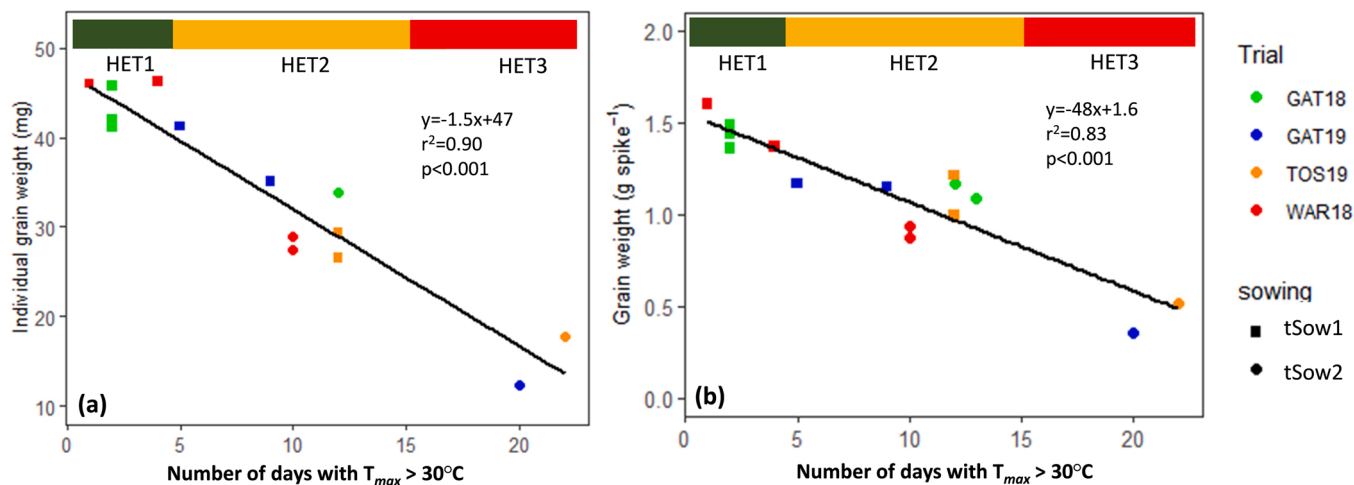 HET1
HET2
HET3
y=-1.5x+47
r²=0.90
p<0.001
50
40
30
20
10
Individual grain weight (mg)
(a)
0
5
10
15
20
Number of days with Tmax > 30°C
HET1
HET2
HET3
y=-48x+1.6
r²=0.83
p<0.001
2.0
1.5
1.0
0.5
0.0
Grain weight (g spike⁻¹)
(b)
0
5
10
15
20
Number of days with Tmax > 30°C
Trial
GAT18
GAT19
TOS19
WAR18
sowing
tSow1
tSow2